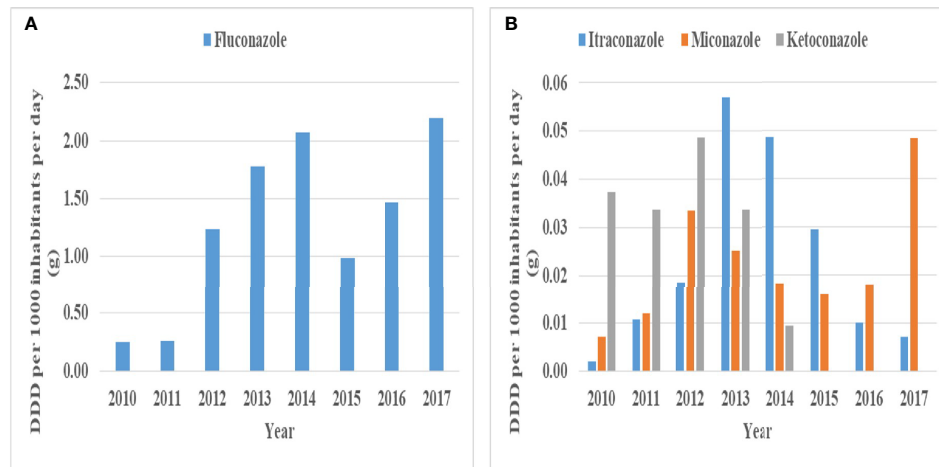 A
Fluconazole
DDD per 1000 inhabitants per day
(g)
2.50
2.00
1.50
1.00
0.50
0.00
2010 2011 2012 2013 2014 2015 2016 2017
Year
B
Itraconazole Miconazole Ketoconazole
DDD per 1000 inhabitants per day
(g)
0.06
0.05
0.04
0.03
0.02
0.01
0.00
2010 2011 2012 2013 2014 2015 2016 2017
Year